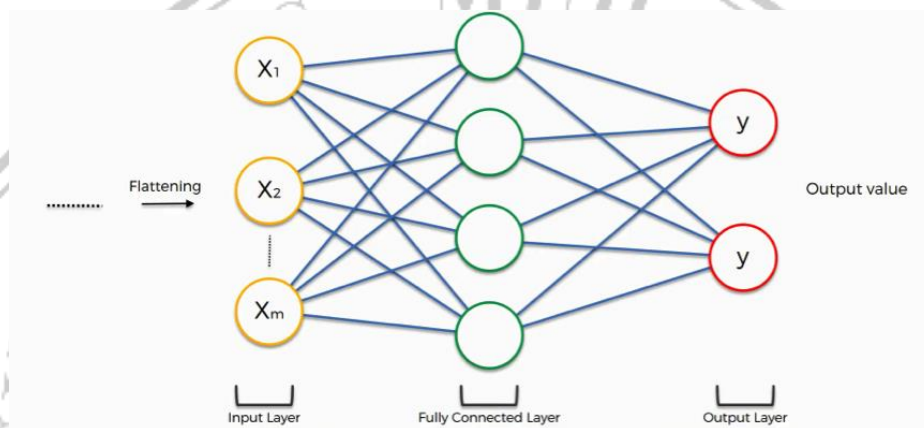 X1
X2
Xm
Flattening
y
y
Output value
Input Layer
Fully Connected Layer
Output Layer